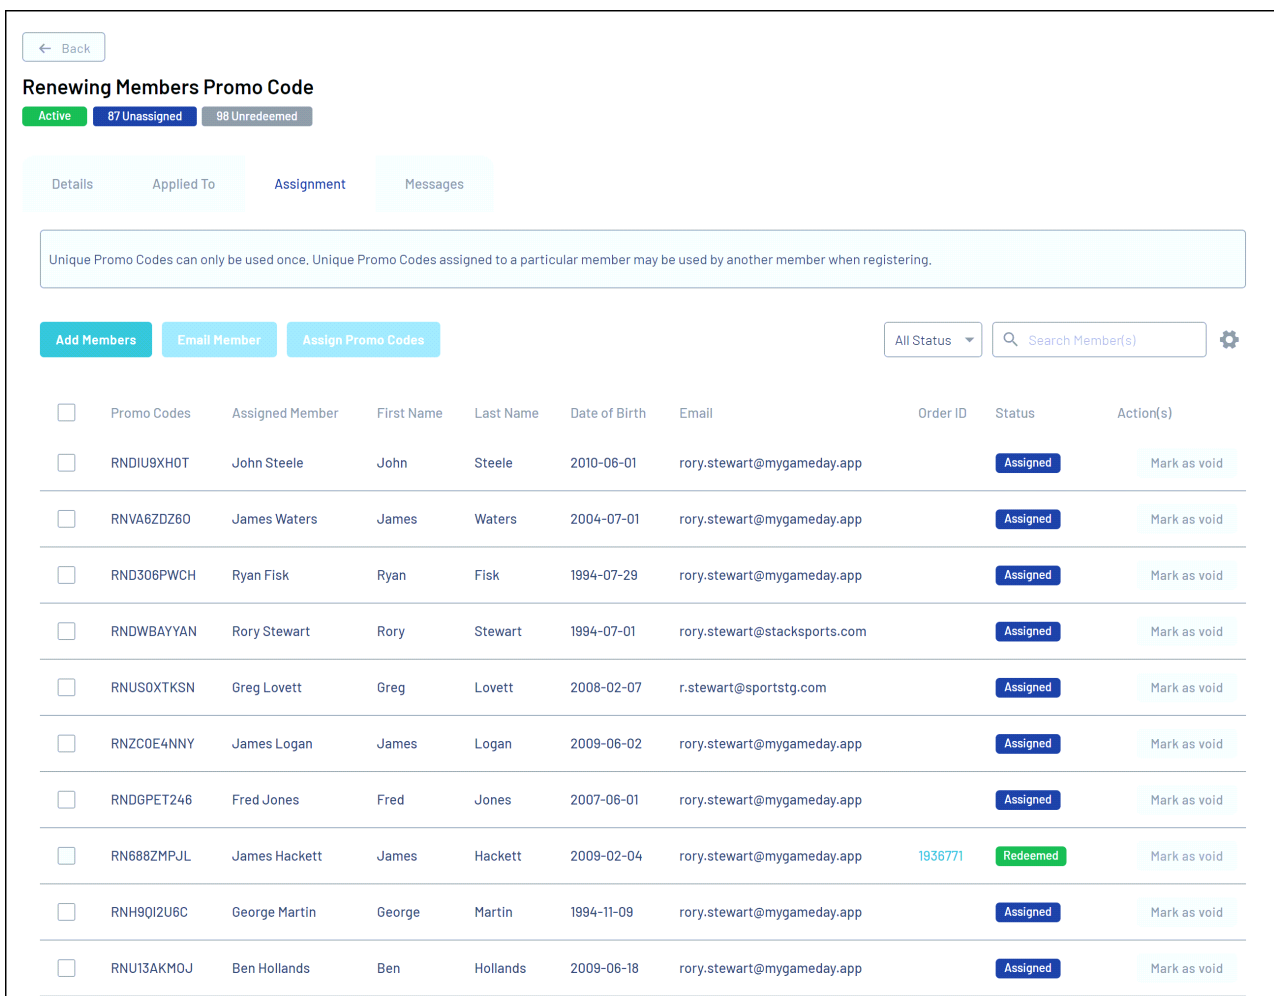 Back
Renewing Members Promo Code
Active 87 Unassigned 98 Unredeemed
Details Applied To Assignment Messages
Unique Promo Codes can only be used once, Unique Promo Codes assigned to a particular member may be used by another member when registering.
Add Members Email Member Assign Promo Codes All Status Search Member(s)
Promo Codes Assigned Member First Name Last Name Date of Birth Email Order ID Status Action(s)
RNDIU9XH0T John Steele John Steele 2010-06-01 rory.stewart@mygameday.app Assigned Mark as void
RNVA6ZDZ6O James Waters James Waters 2004-07-01 rory.stewart@mygameday.app Assigned Mark as void
RND306PWCH Ryan Fisk Ryan Fisk 1994-07-29 rory.stewart@mygameday.app Assigned Mark as void
RNDWBAYYAN Rory Stewart Rory Stewart 1994-07-01 rory.stewart@stacksports.com Assigned Mark as void
RNUS0XTKSN Greg Lovett Greg Lovett 2008-02-07 r.stewart@sportstg.com Assigned Mark as void
RNZC0E4NNY James Logan James Logan 2009-06-02 rory.stewart@mygameday.app Assigned Mark as void
RNDGPET246 Fred Jones Fred Jones 2007-06-01 rory.stewart@mygameday.app Assigned Mark as void
RN688ZMPJL James Hackett James Hackett 2009-02-04 rory.stewart@mygameday.app 1936771 Redeemed Mark as void
RNH9QI2U6C George Martin George Martin 1994-11-09 rory.stewart@mygameday.app Assigned Mark as void
RNU13AKMOJ Ben Hollands Ben Hollands 2009-06-18 rory.stewart@mygameday.app Assigned Mark as void